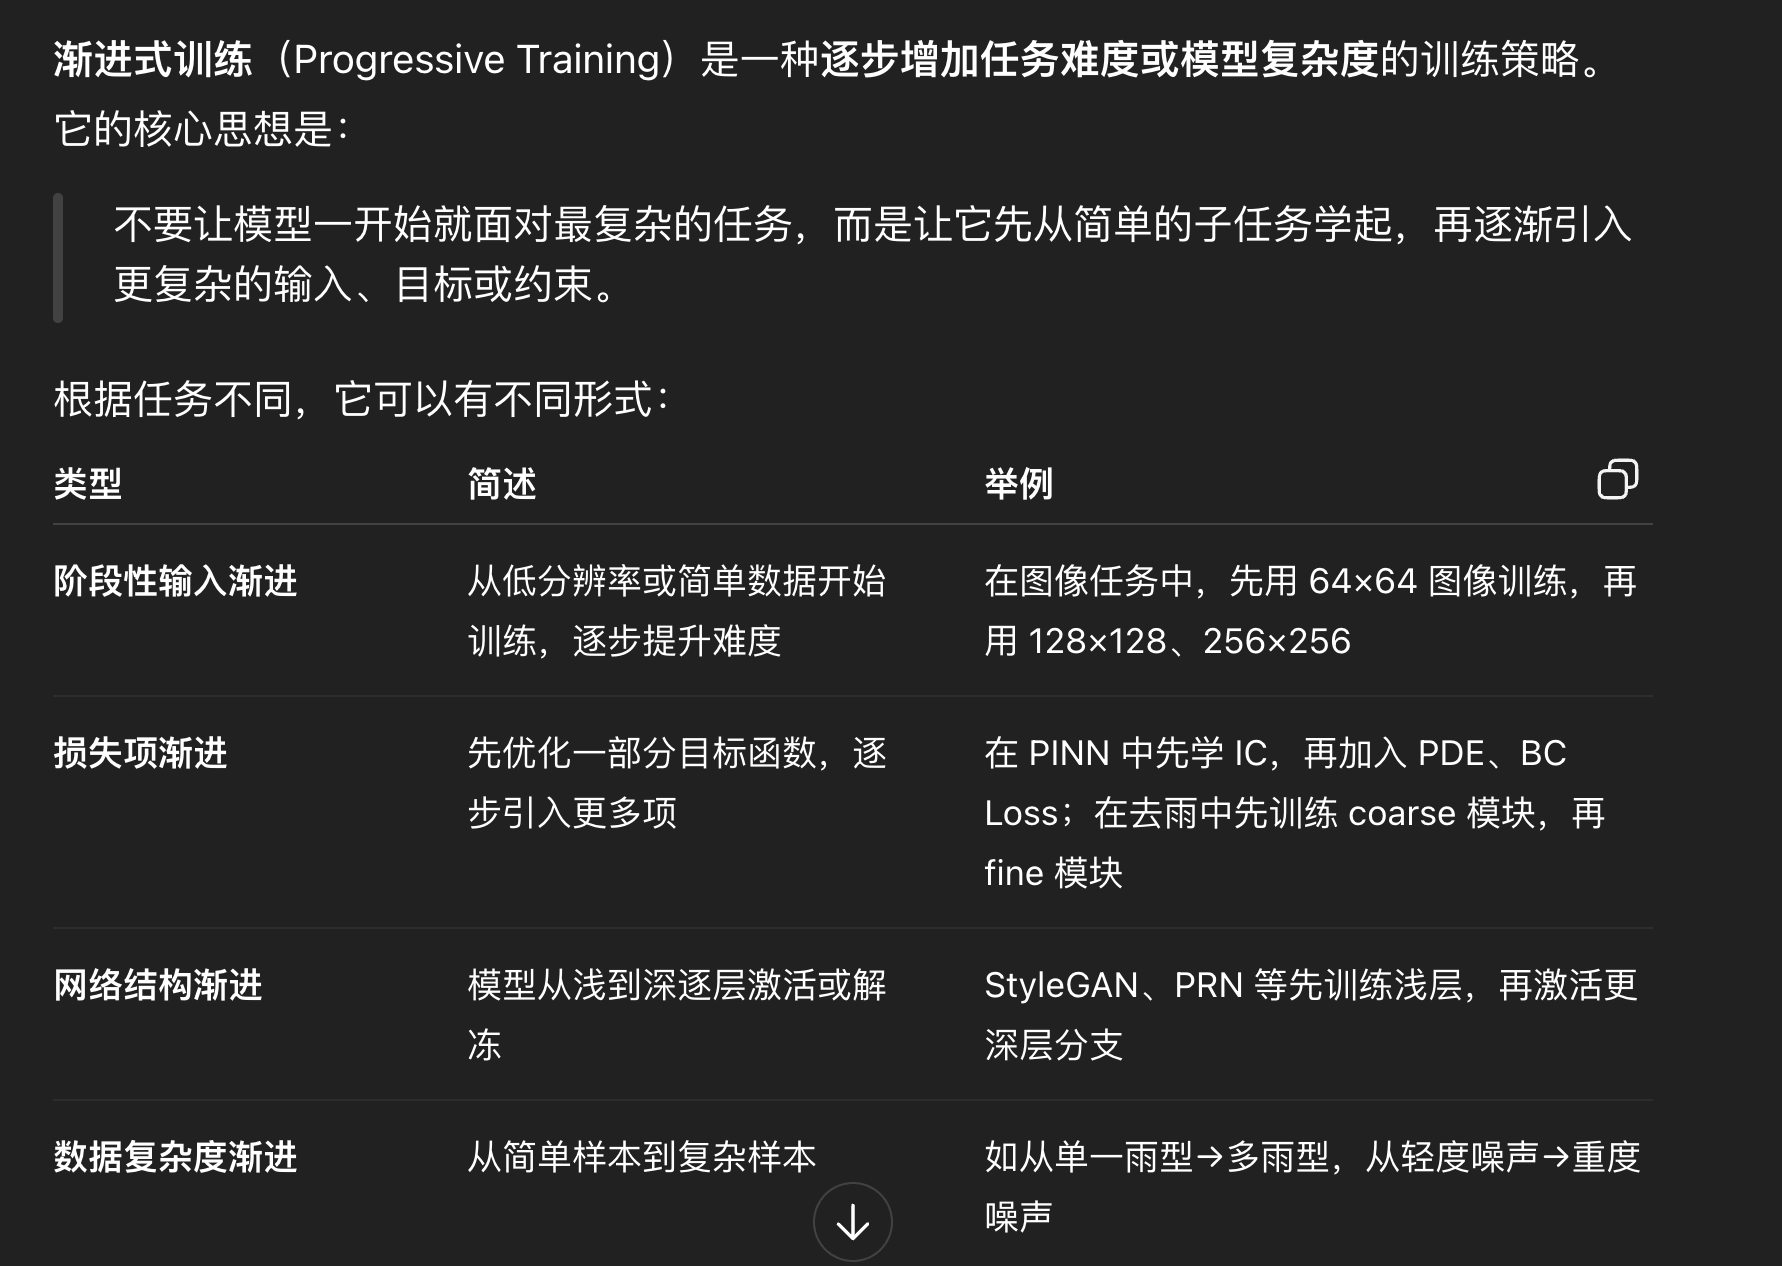 渐进式训练（Progressive Training）是一种逐步增加任务难度或模型复杂度的训练策略。
它的核心思想是：
不要让模型一开始就面对最复杂的任务，而是让它先从简单的子任务学起，再逐渐引入
更复杂的输入、目标或约束。
根据任务不同，它可以有不同形式：
类型 简述 举例
阶段性输入渐进 从低分辨率或简单数据开始 在图像任务中，先用 64×64 图像训练，再
训练，逐步提升难度 用 128×128、256×256
损失项渐进 先优化一部分目标函数，逐 在 PINN 中先学 IC，再加入 PDE、BC
步引入更多项 Loss；在去雨中先训练 coarse 模块，再
fine 模块
网络结构渐进 模型从浅到深逐层激活或解 StyleGAN、PRN 等先训练浅层，再激活更
冻 深层分支
数据复杂度渐进 从简单样本到复杂样本 如从单一雨型→多雨型，从轻度噪声→重度
噪声